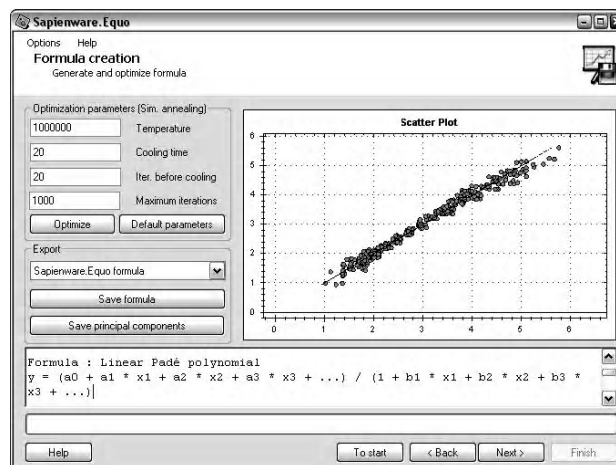 Sapienware.Equo
Options Help
Formula creation
Generate and optimize formula
Optimization parameters (Sim. annealing)
1000000 Temperature
20 Cooling time
20 Iter. before cooling
1000 Maximum iterations
Optimize Default parameters
Export
Sapienware.Equo formula
Save formula
Save principal components
Scatter Plot
6
5
4
3
2
1
0
0 1 2 3 4 5 6
Formula : Linear Padé polynomial
y = (a0 + a1 * x1 + a2 * x2 + a3 * x3 + ...) / (1 + b1 * x1 + b2 * x2 + b3 *
x3 + ...)
Help To start < Back Next > Finish